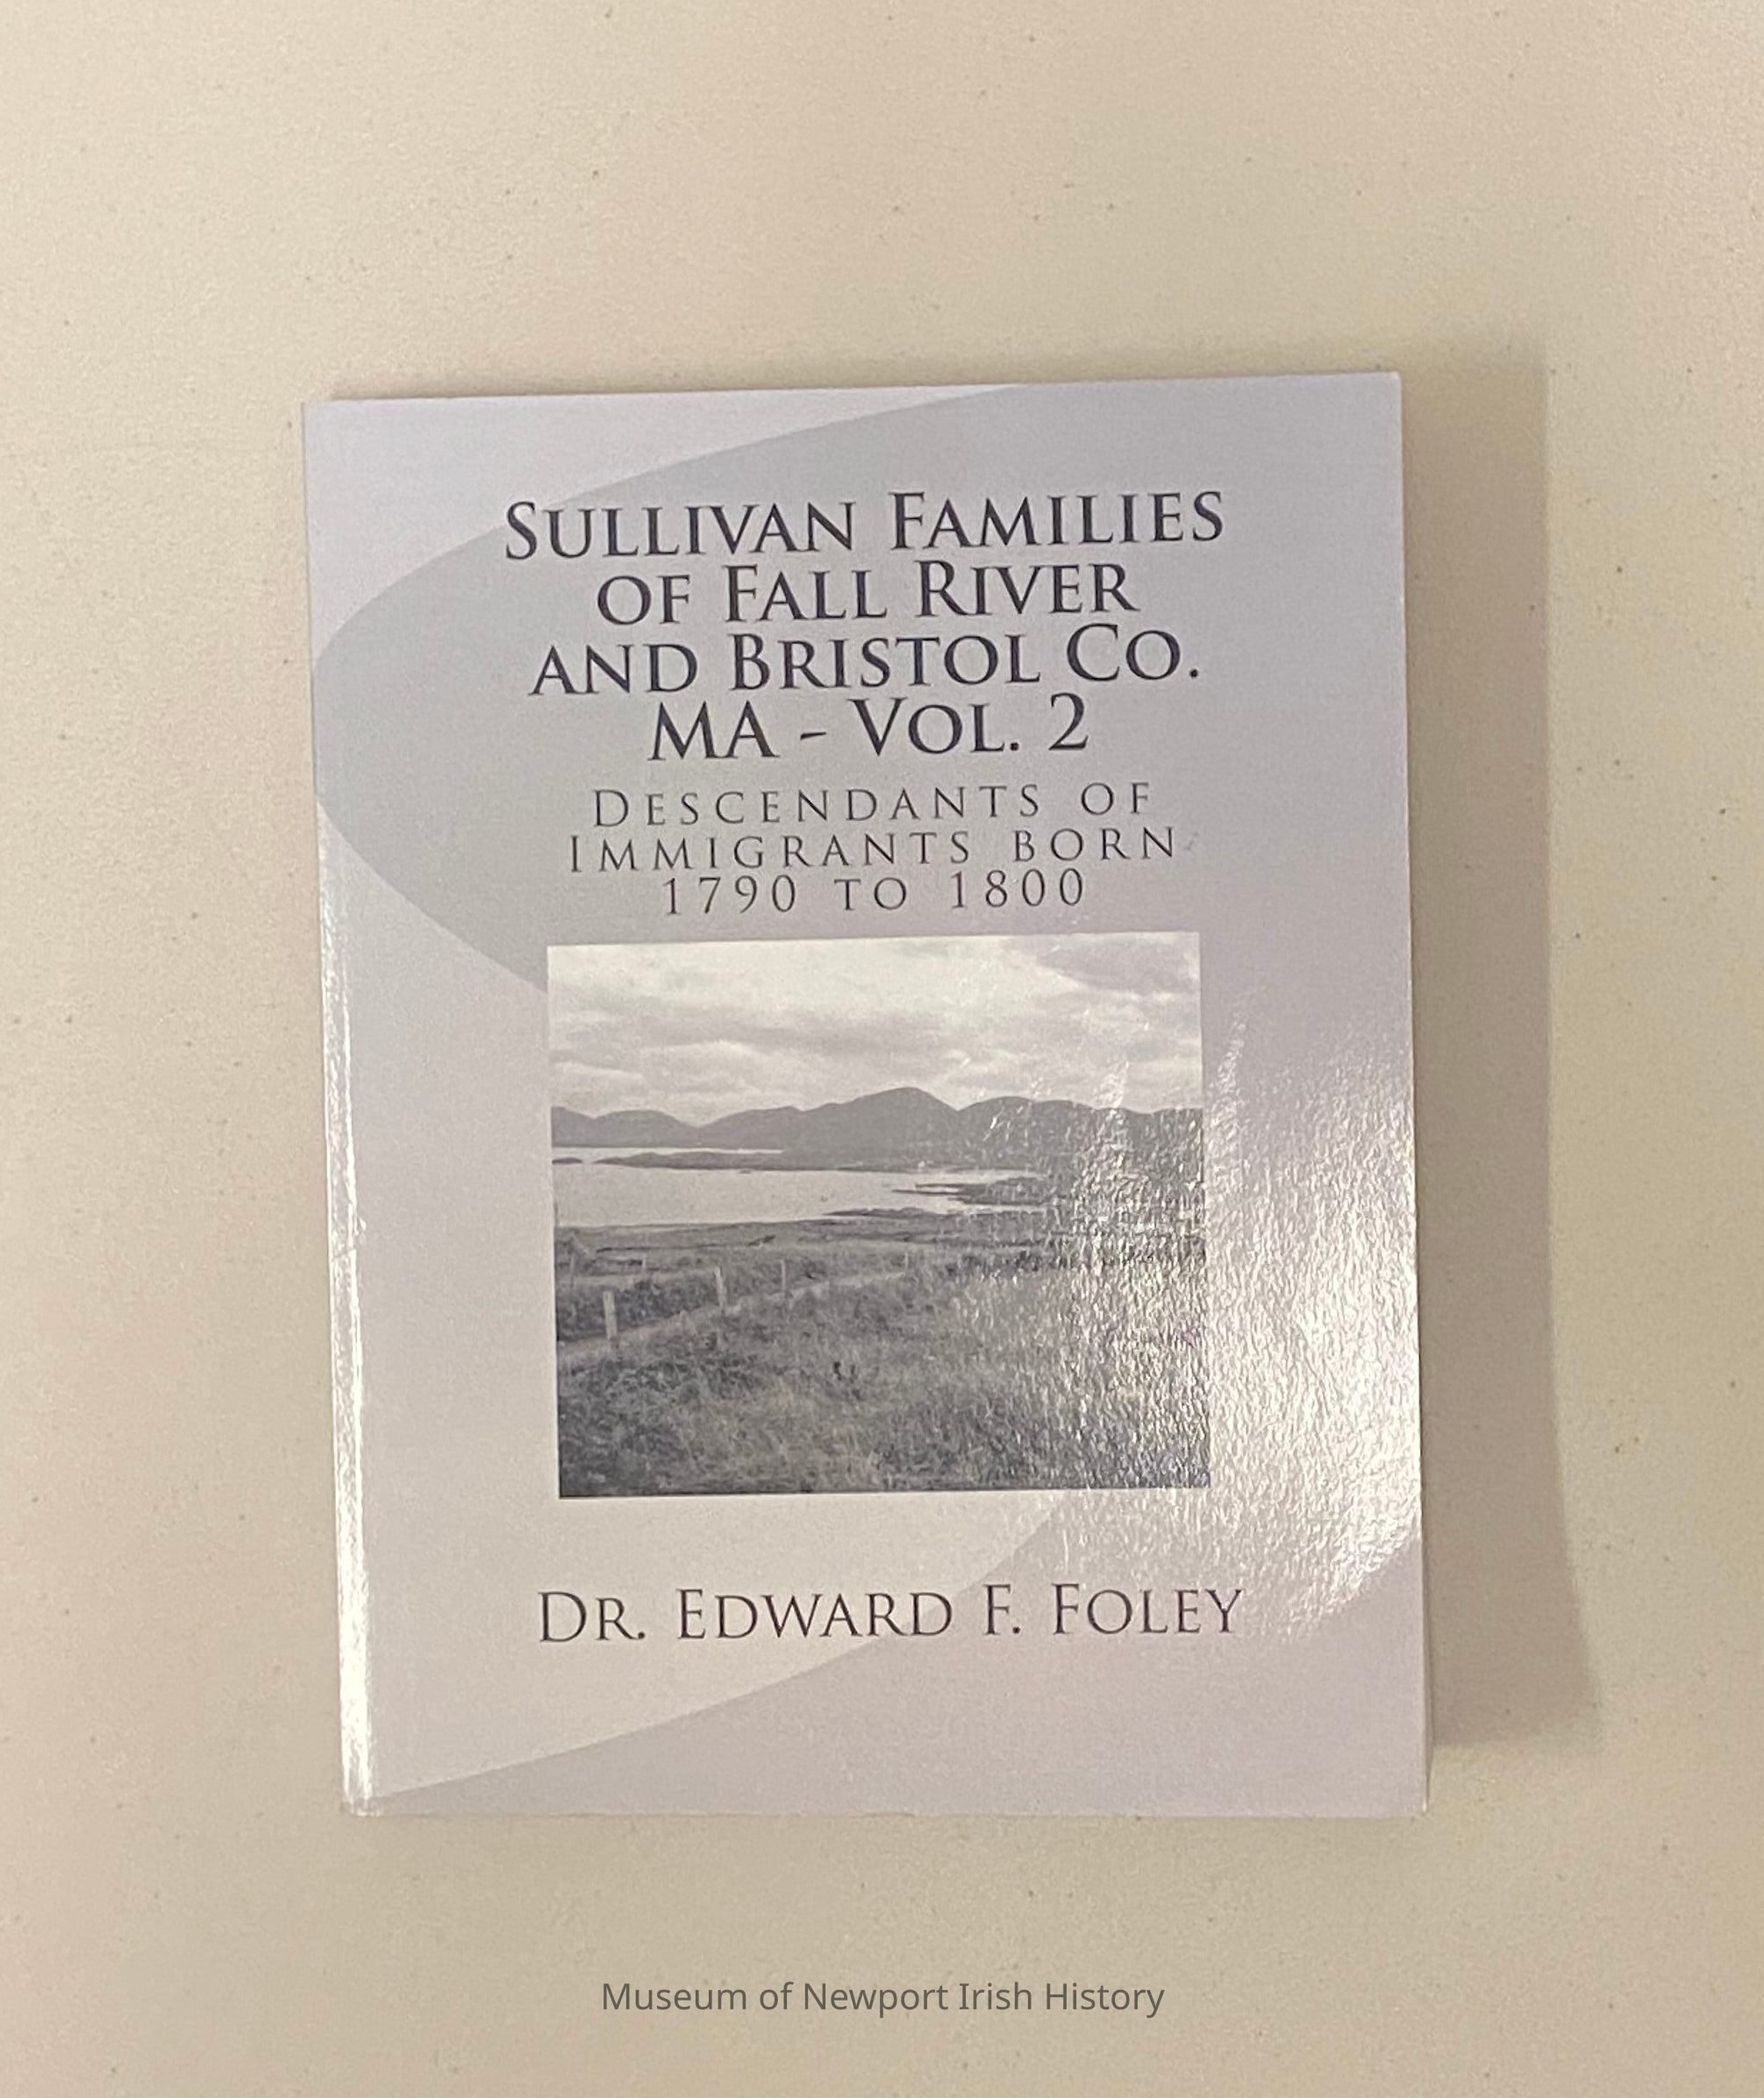 Sullivan Families
of Fall River
and Bristol Co.
MA - Vol. 2
Descendants of
Immigrants born
1790 to 1800
Dr. Edward F. Foley
Museum of Newport Irish History